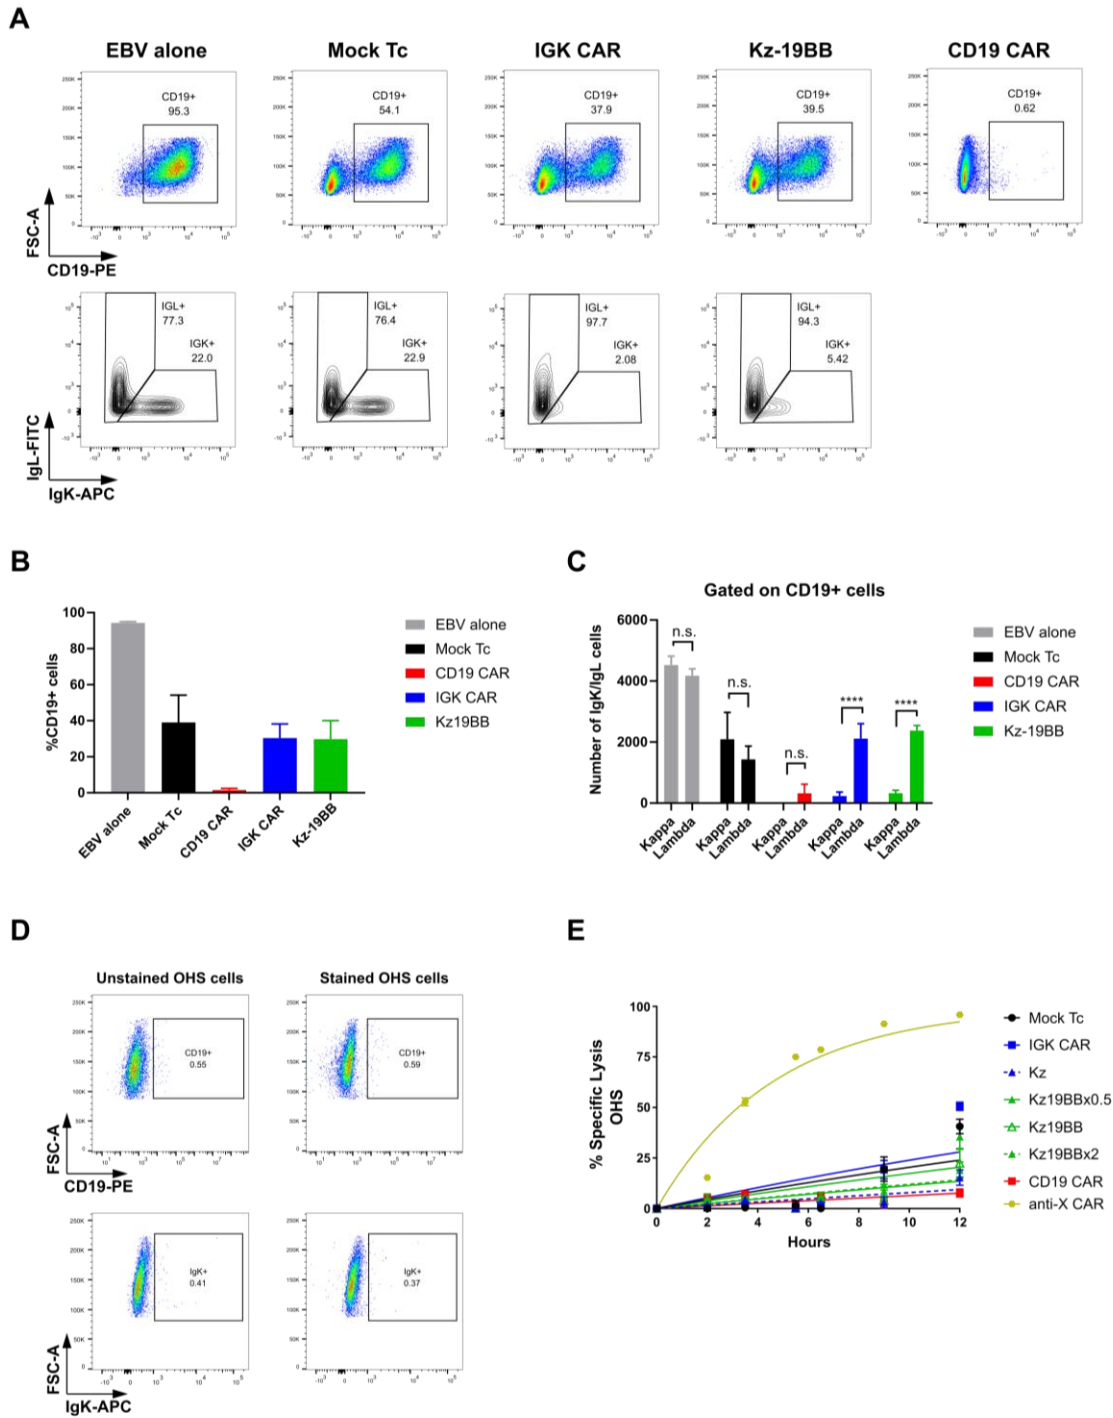 A
EBV alone
Mock Tc
IGK CAR
Kz-19BB
CD19 CAR
CD19+
95.3
CD19+
54.1
CD19+
37.9
CD19+
39.5
CD19+
0.62
FSC-A
CD19-PE
IGL+
77.3
IGK+
22.0
IGL+
76.4
IGK+
22.9
IGL+
97.7
IGK+
2.08
IGL+
94.3
IGK+
5.42
IgL-FITC
IgK-APC
B
%CD19+ cells
100
80
60
40
20
0
EBV alone
Mock Tc
CD19 CAR
IGK CAR
Kz-19BB
EBV alone
Mock Tc
CD19 CAR
IGK CAR
Kz19BB
C
Gated on CD19+ cells
Number of IgK/IgL cells
6000
4000
2000
0
n.s.
n.s.
n.s.
****
****
Kappa
Lambda
Kappa
Lambda
Kappa
Lambda
Kappa
Lambda
Kappa
Lambda
EBV alone
Mock Tc
CD19 CAR
IGK CAR
Kz-19BB
D
Unstained OHS cells
Stained OHS cells
CD19+
0.55
CD19+
0.59
FSC-A
CD19-PE
IgK+
0.41
IgK+
0.37
FSC-A
IgK-APC
E
% Specific Lysis
OHS
100
75
50
25
0
0 2 4 6 8 10 12
Hours
Mock Tc
IGK CAR
Kz
Kz19BBx0.5
Kz19BB
Kz19BBx2
CD19 CAR
anti-X CAR